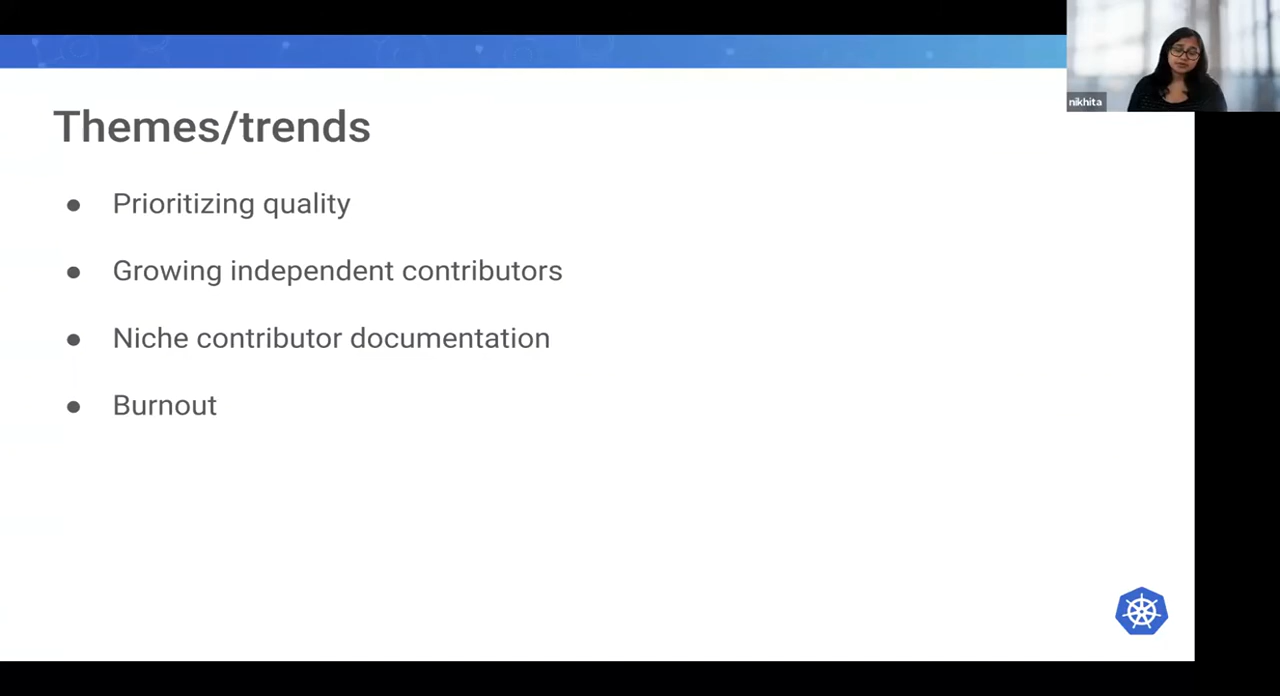 nikhita
Themes/trends
● Prioritizing quality
● Growing independent contributors
● Niche contributor documentation
● Burnout